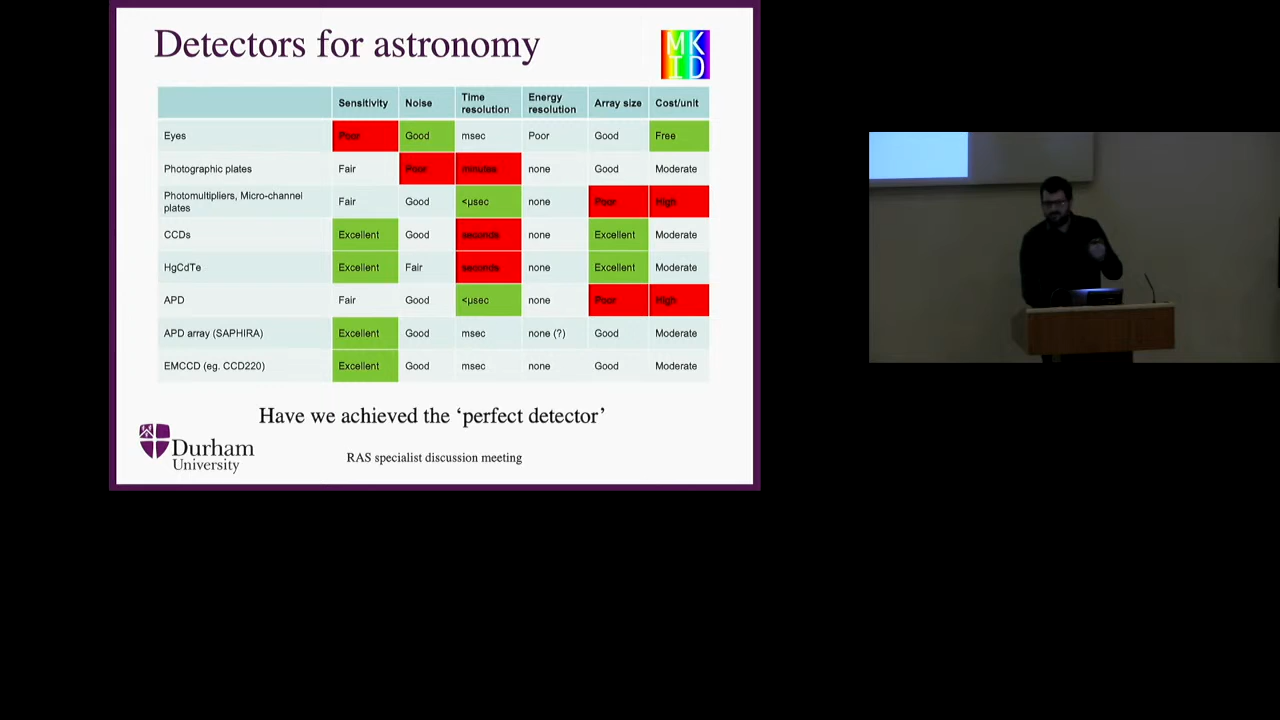 Detectors for astronomy
MK
ID
Sensitivity Noise Time resolution Energy resolution Array size Cost/unit
Eyes Poor Good msec Poor Good Free
Photographic plates Fair Poor minutes none Good Moderate
Photomultipliers, Micro-channel plates Fair Good <µsec none Poor High
CCDs Excellent Good seconds none Excellent Moderate
HgCdTe Excellent Fair seconds none Excellent Moderate
APD Fair Good <µsec none Poor High
APD array (SAPHIRA) Excellent Good msec none (?) Good Moderate
EMCCD (eg. CCD220) Excellent Good msec none Good Moderate
Have we achieved the ‘perfect detector’
Durham
University
RAS specialist discussion meeting